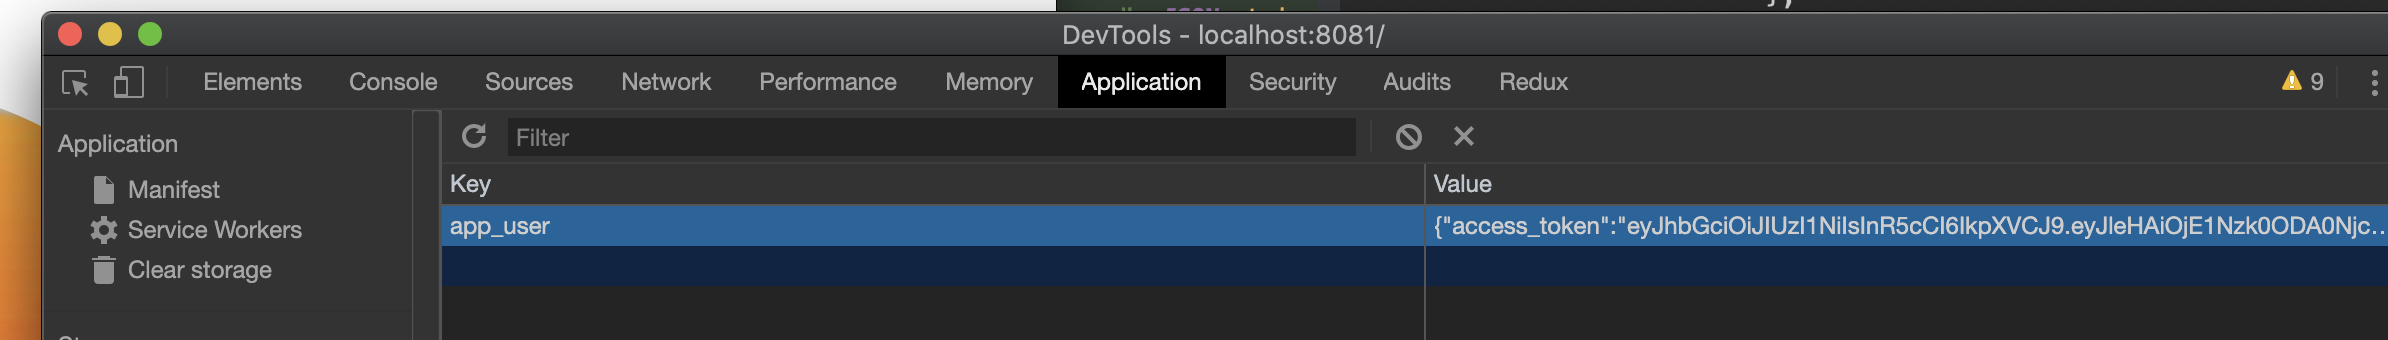 DevTools - localhost:8081/
Elements Console Sources Network Performance Memory Application Security Audits Redux 9
Application
Manifest
Service Workers
Clear storage
Filter
Key Value
app_user {"access_token":"eyJhbGciOiJIUzI1NiIsInR5cCI6IkpXVCJ9.eyJleHAiOjE1Nzk0ODA0Njc...